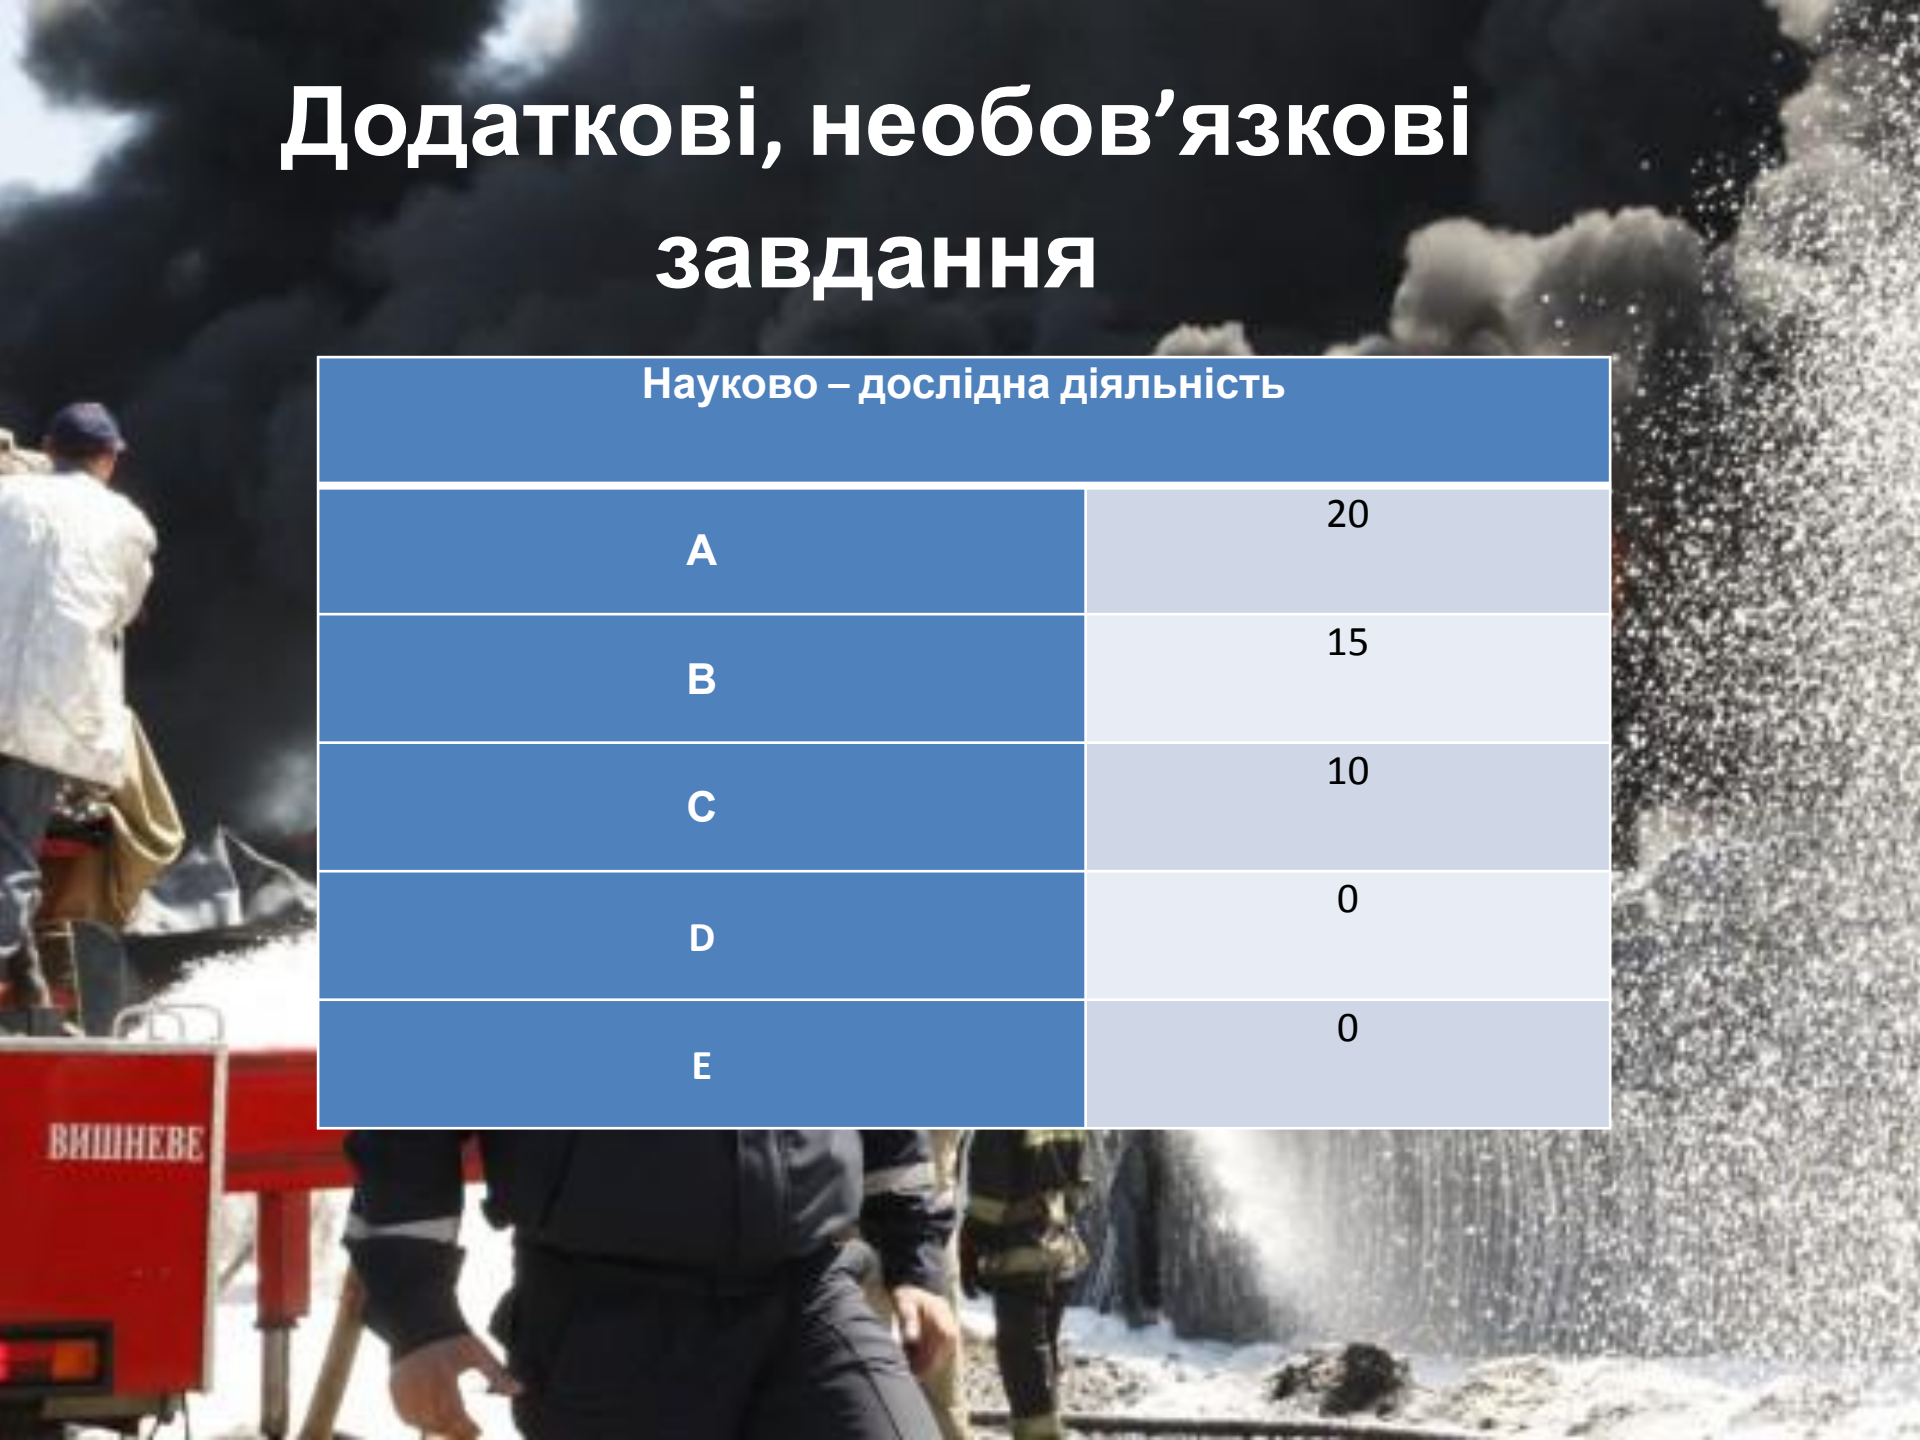 Додаткові, необов’язкові
завдання
Науково – дослідна діяльність
A 20
B 15
C 10
D 0
E 0
ВИШНЕВЕ